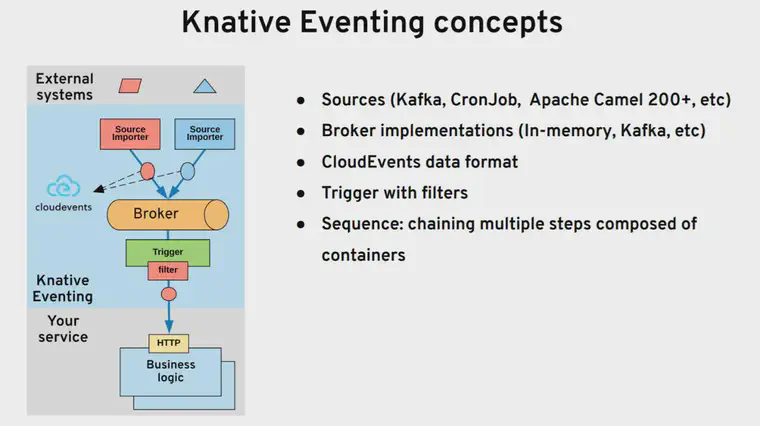 Knative Eventing concepts
External
systems
Source
Importer
Source
Importer
cloudevents
Broker
Trigger
filter
Knative
Eventing
Your
service
HTTP
Business
logic
● Sources (Kafka, CronJob, Apache Camel 200+, etc)
● Broker implementations (In-memory, Kafka, etc)
● CloudEvents data format
● Trigger with filters
● Sequence: chaining multiple steps composed of
containers